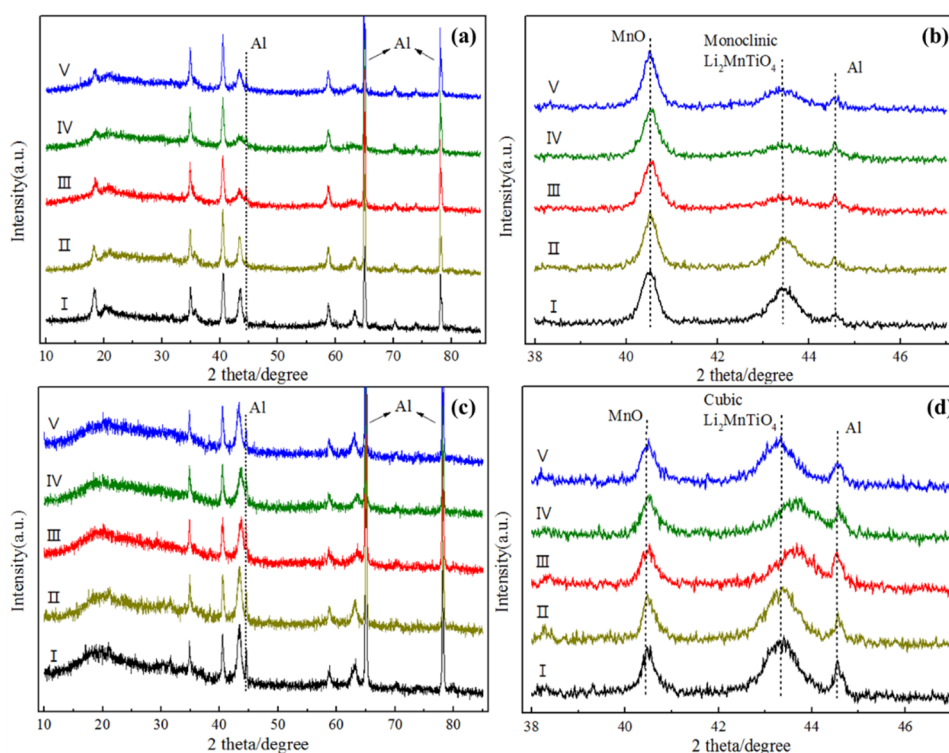 (a)
Al
Al
V
IV
III
II
I
Intensity(a.u.)
10 20 30 40 50 60 70 80
2 theta/degree
(b)
MnO
Monoclinic
Li₂MnTiO₄
Al
V
IV
III
II
I
Intensity(a.u.)
38 40 42 44 46
2 theta/degree
(c)
Al
Al
V
IV
III
II
I
Intensity(a.u.)
10 20 30 40 50 60 70 80
2 theta/degree
(d)
Cubic
MnO
Li₂MnTiO₄
Al
V
IV
III
II
I
Intensity(a.u.)
38 40 42 44 46
2 theta/degree